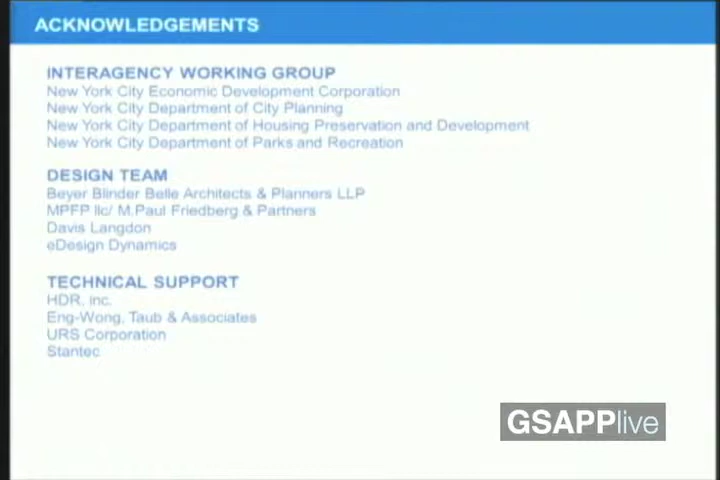 ACKNOWLEDGEMENTS
INTERAGENCY WORKING GROUP
New York City Economic Development Corporation
New York City Department of City Planning
New York City Department of Housing Preservation and Development
New York City Department of Parks and Recreation
DESIGN TEAM
Beyer Blinder Belle Architects & Planners LLP
MPFP llc/ M.Paul Friedberg & Partners
Davis Langdon
eDesign Dynamics
TECHNICAL SUPPORT
HDR, inc.
Eng-Wong, Taub & Associates
URS Corporation
Stantec
GSAPPlive